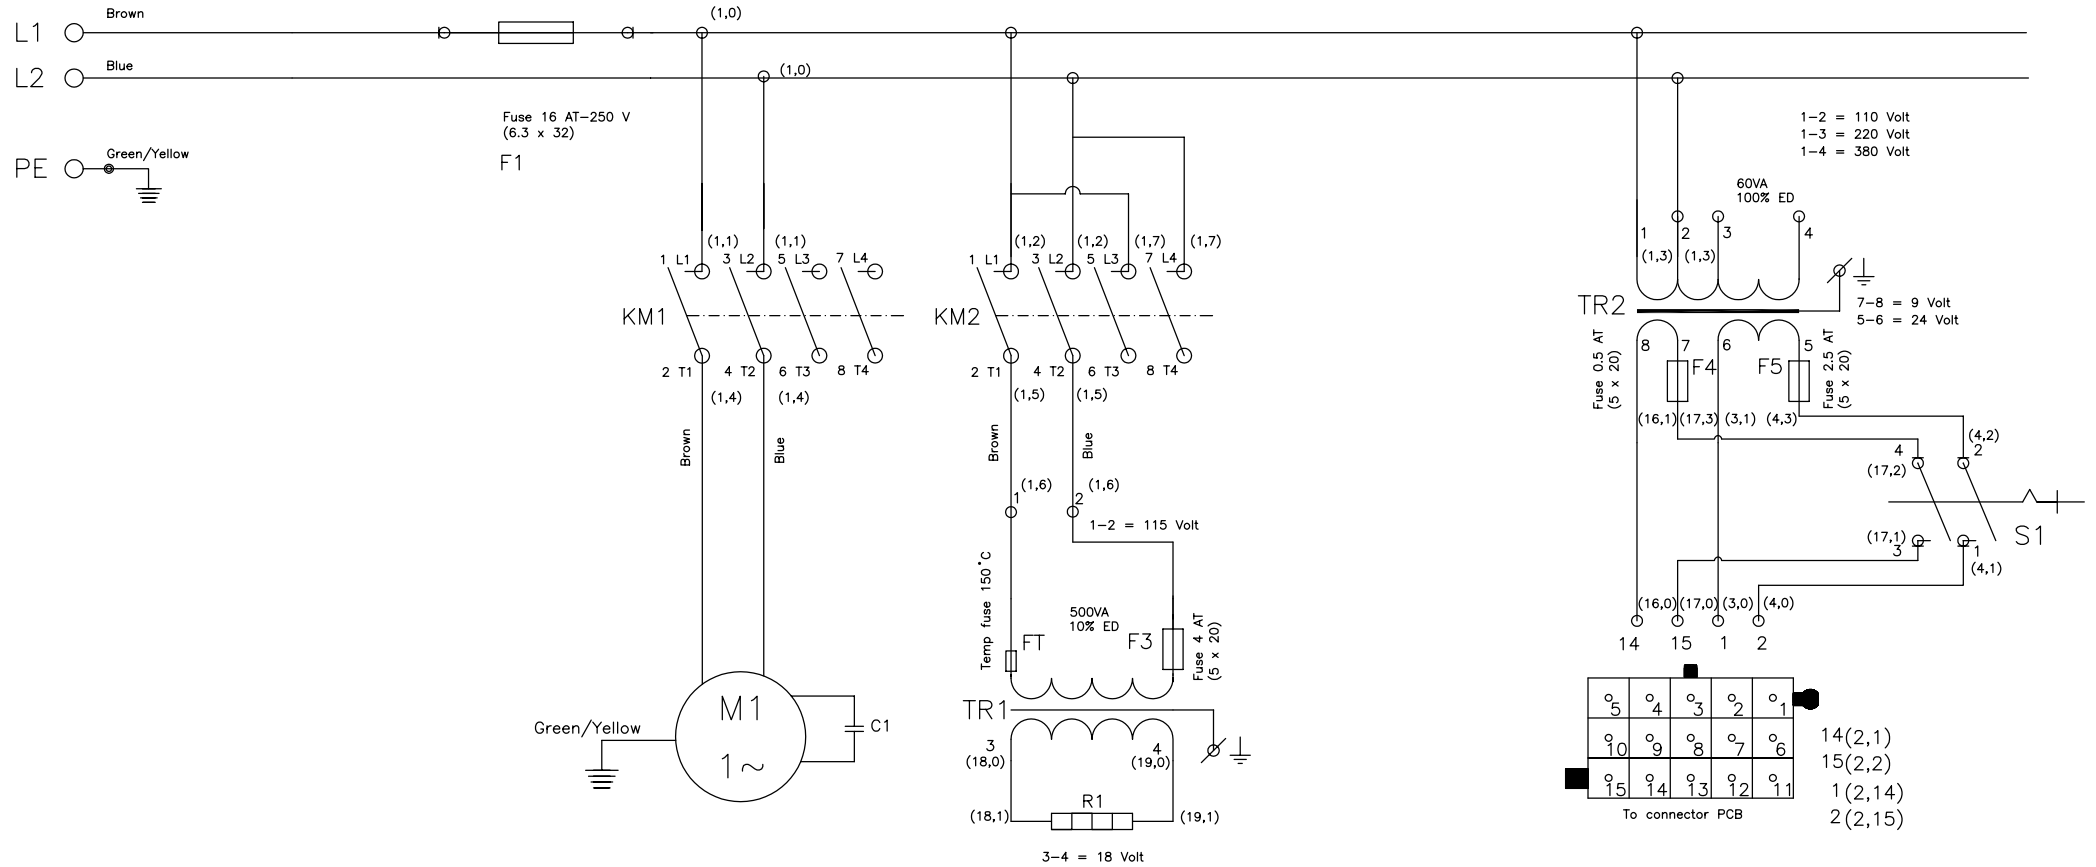 L1
Brown
(1,0)
L2
Blue
(1,0)
PE
Green/Yellow
Fuse 16 AT-250 V
(6.3 x 32)
F1
1-2 = 110 Volt
1-3 = 220 Volt
1-4 = 380 Volt
60VA
100% ED
1 2 3 4
(1,3) (1,3)
(1,1) (1,1)
1 L1 3 L2 5 L3 7 L4
KM1
2 T1 4 T2 6 T3 8 T4
(1,4) (1,4)
Brown
Blue
(1,2) (1,2) (1,7) (1,7)
1 L1 3 L2 5 L3 7 L4
KM2
2 T1 4 T2 6 T3 8 T4
(1,5) (1,5)
Brown
Blue
(1,6) (1,6)
1 2
1-2 = 115 Volt
Temp fuse 150°C
FT
500VA
10% ED
F3
Fuse 4 AT
(5 x 20)
TR1
3 4
(18,0) (19,0)
R1
(18,1) (19,1)
3-4 = 18 Volt
M1
1~
C1
Green/Yellow
TR2
7-8 = 9 Volt
5-6 = 24 Volt
8 7 6 5
Fuse 0.5 AT
(5 x 20)
F4
F5
Fuse 2.5 AT
(5 x 20)
(16,1) (17,3) (3,1) (4,3)
(4,2)
4 2
(17,2)
S1
(17,1)
3 1
(4,1)
(16,0) (17,0) (3,0) (4,0)
14 15 1 2
5 4 3 2 1
10 9 8 7 6
15 14 13 12 11
To connector PCB
14(2,1)
15(2,2)
1(2,14)
2(2,15)